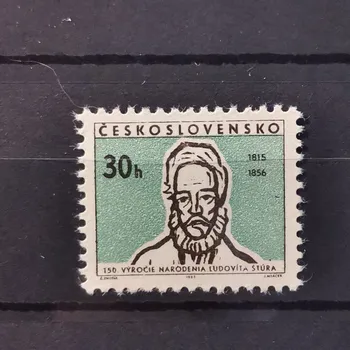 ČESKOSLOVENSKO
30h
1815
1856
150. VÝROČIE NARODENIA ĽUDOVÍTA ŠTÚRA